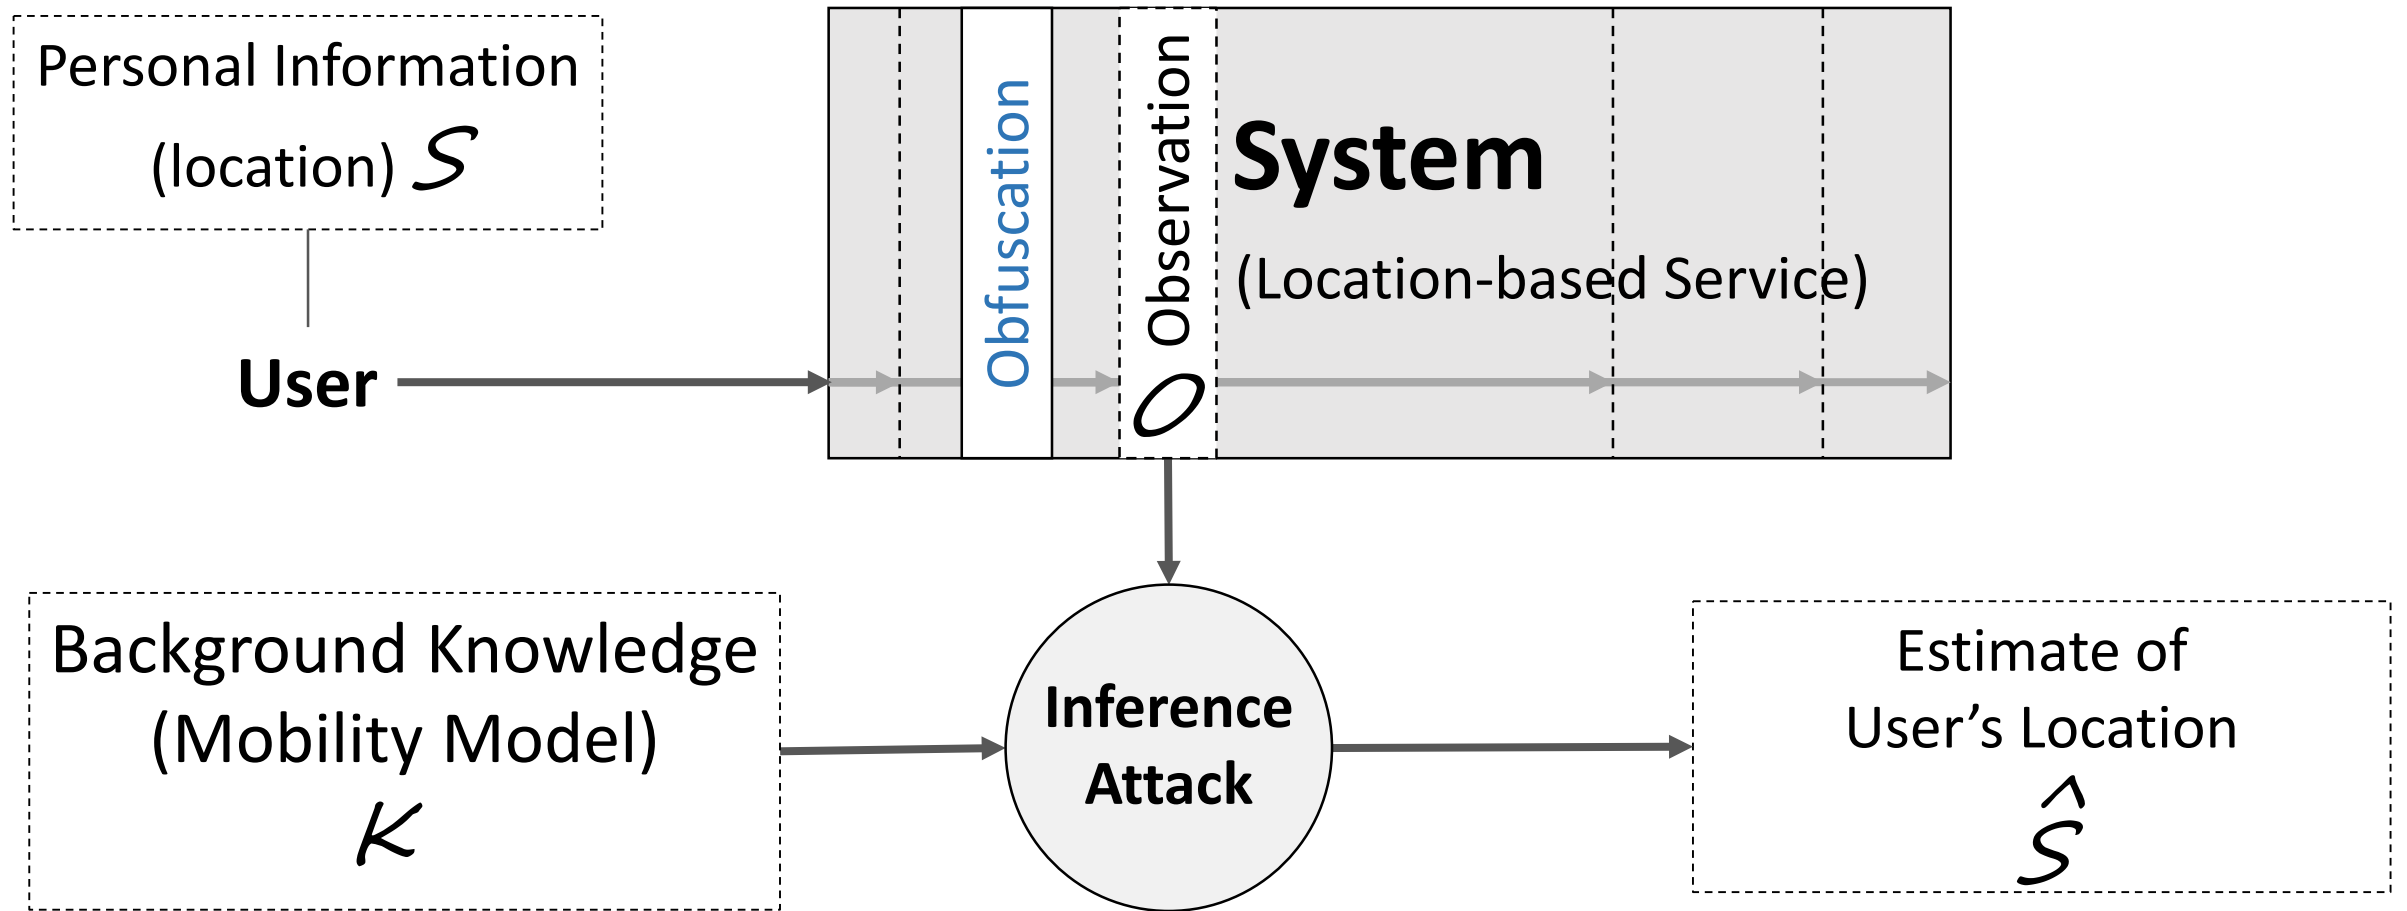 Personal Information
(location) S
User
Obfuscation
Observation
O
System
(Location-based Service)
Background Knowledge
(Mobility Model)
K
Inference
Attack
Estimate of
User’s Location
Ŝ